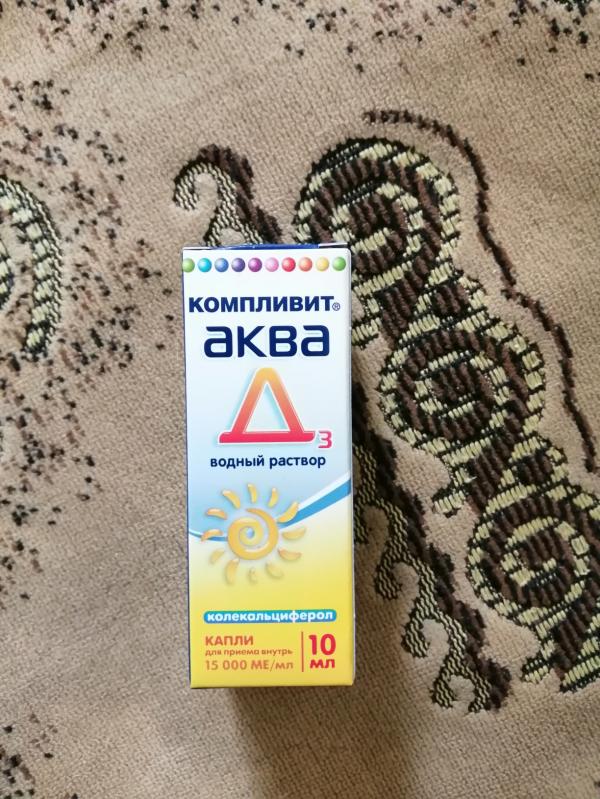 КОМПЛИВИТ®
аква
Д3
водный раствор
колекальциферол
КАПЛИ
для приема внутрь
15 000 МЕ/мл
10
мл